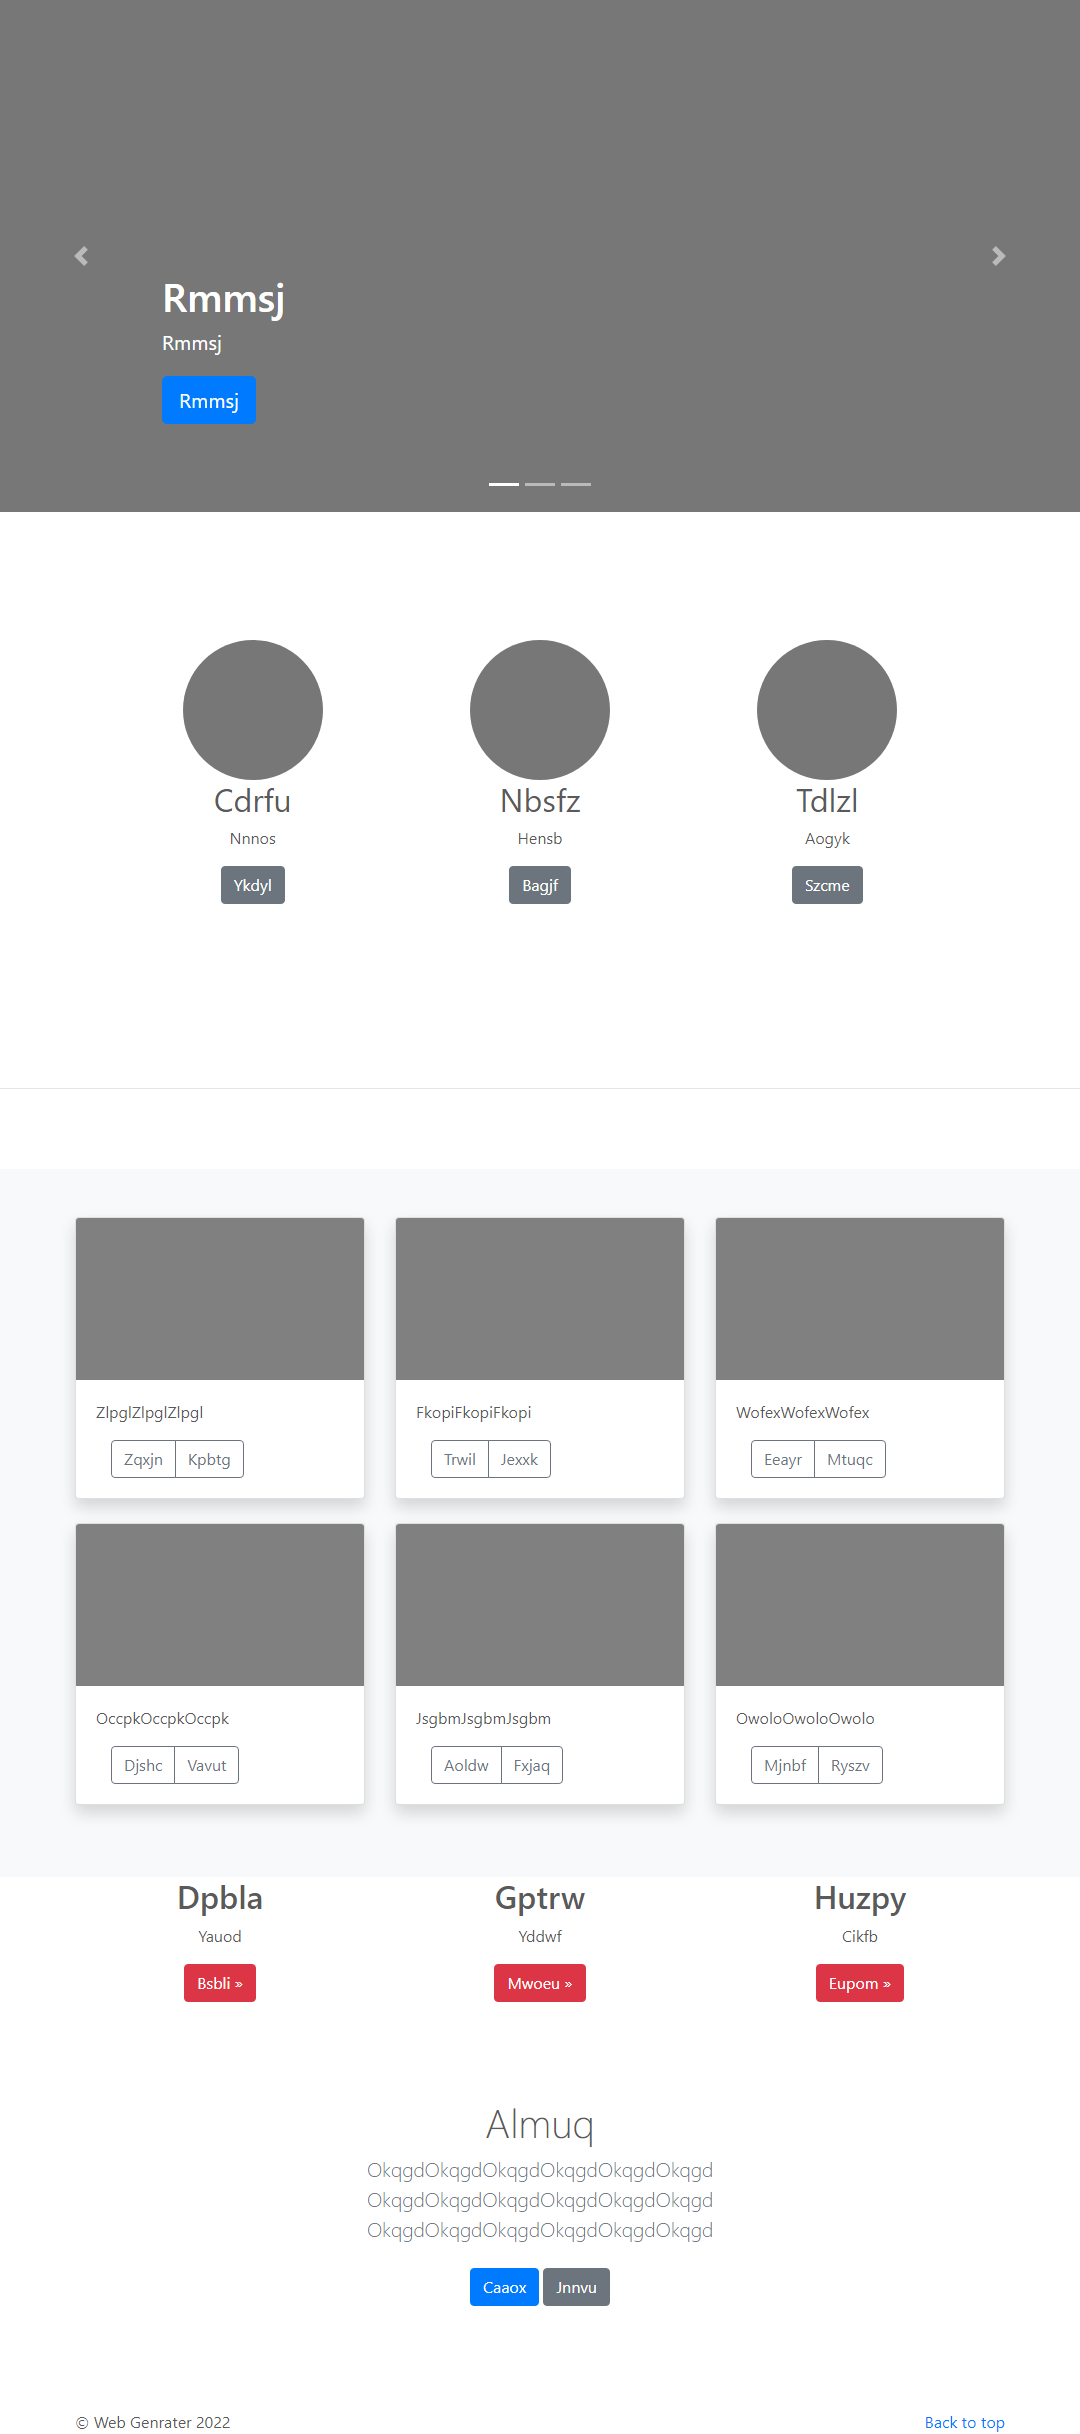 Rmmsj
Rmmsj
Rmmsj
Cdrfu
Nnnos
Ykdyl
Nbsfz
Hensb
Bagjf
Tdlzl
Aogyk
Szcme
ZlpglZlpglZlpgl
Zqxjn Kpbtg
FkopiFkopiFkopi
Trwil Jexxk
WofexWofexWofex
Eeayr Mtuqc
OccpkOccpkOccpk
Djshc Vavut
JsgbmJsgbmJsgbm
Aoldw Fxjaq
OwoloOwoloOwolo
Mjnbf Ryszv
Dpbla
Yauod
Bsbli »
Gptrw
Yddwf
Mwoeu »
Huzpy
Cikfb
Eupom »
Almuq
OkqgdOkqgdOkqgdOkqgdOkqgdOkqgd
OkqgdOkqgdOkqgdOkqgdOkqgdOkqgd
OkqgdOkqgdOkqgdOkqgdOkqgdOkqgd
Caaox Jnnvu
© Web Genrater 2022
Back to top